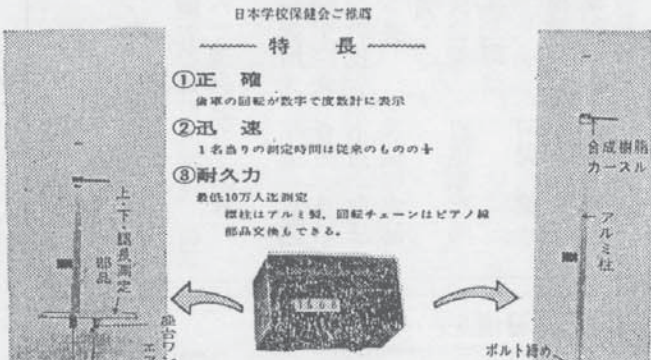 日本学校保健会ご推薦
特長
①正確
歯車の回転が数字で度数計に表示
②迅速
1名当りの測定時間は従来のものの
③耐久力
最低10万人迄測定
標柱はアルミ製、回転チェーンはピアノ線
部品交換もできる。
上・下・踵長測定
部品
合成樹脂
カースル
アルミ柱
ボルト締め